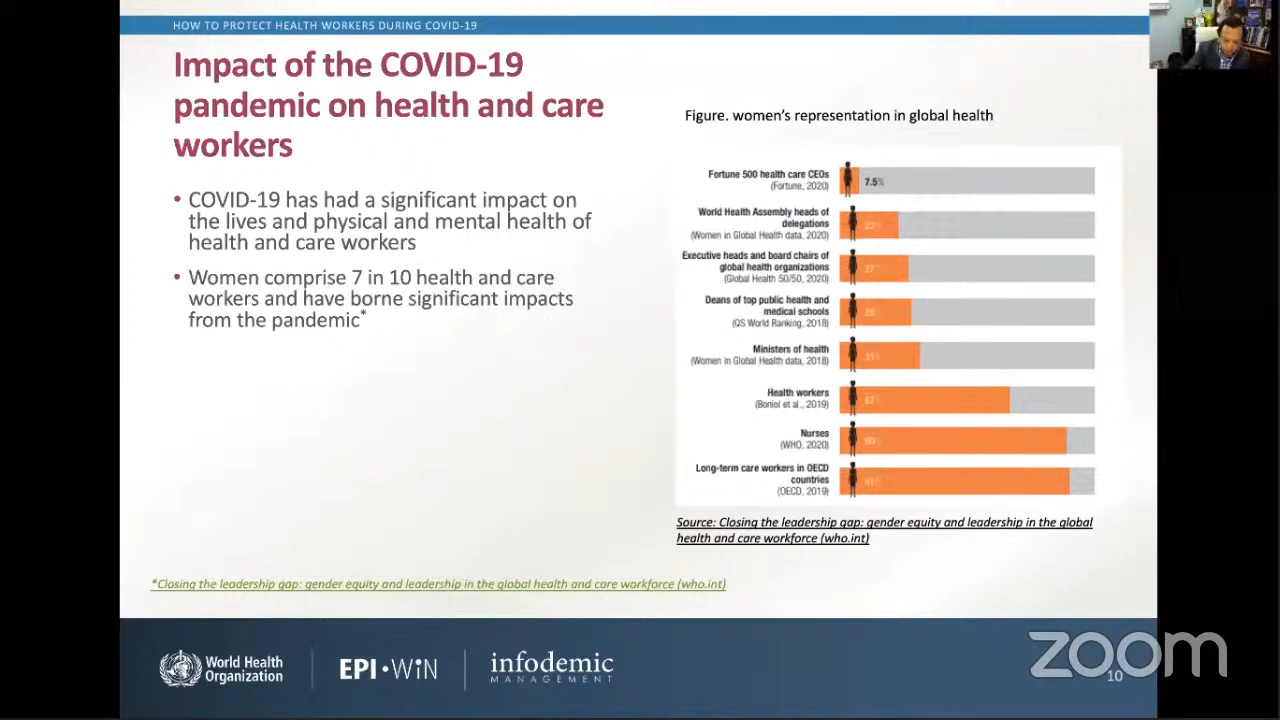 HOW TO PROTECT HEALTH WORKERS DURING COVID-19
Impact of the COVID-19
pandemic on health and care
workers
• COVID-19 has had a significant impact on
the lives and physical and mental health of
health and care workers
• Women comprise 7 in 10 health and care
workers and have borne significant impacts
from the pandemic*
Figure. women's representation in global health
Fortune 500 health care CEOs
(Fortune, 2020)
7.5%
World Health Assembly heads of
delegations
(Women in Global Health data, 2020)
Executive heads and board chairs of
global health organizations
(Global Health 50/50, 2020)
Deans of top public health and
medical schools
(QS World Ranking, 2018)
Ministers of health
(Women in Global Health data, 2018)
Health workers
(Boniol et al., 2019)
Nurses
(WHO, 2020)
Long-term care workers in OECD
countries
(OECD, 2019)
Source: Closing the leadership gap: gender equity and leadership in the global
health and care workforce (who.int)
*Closing the leadership gap: gender equity and leadership in the global health and care workforce (who.int)
World Health
Organization
EPI•WiN
infodemic
MANAGEMENT
zoom
10